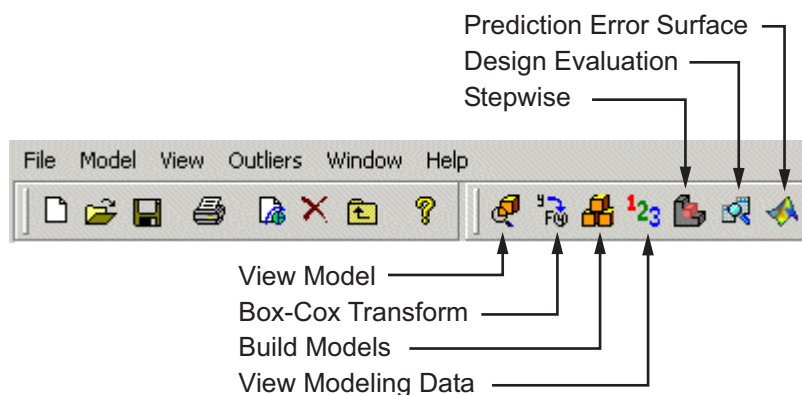 Prediction Error Surface
Design Evaluation
Stepwise
File Model View Outliers Window Help
? y F(y) 123
View Model
Box-Cox Transform
Build Models
View Modeling Data